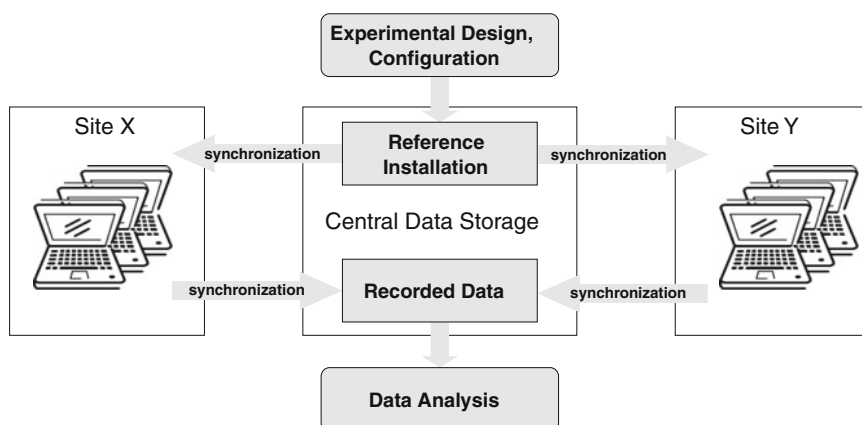 Experimental Design,
Configuration
Site X
Site Y
synchronization
Reference
Installation
synchronization
Central Data Storage
synchronization
Recorded Data
synchronization
Data Analysis